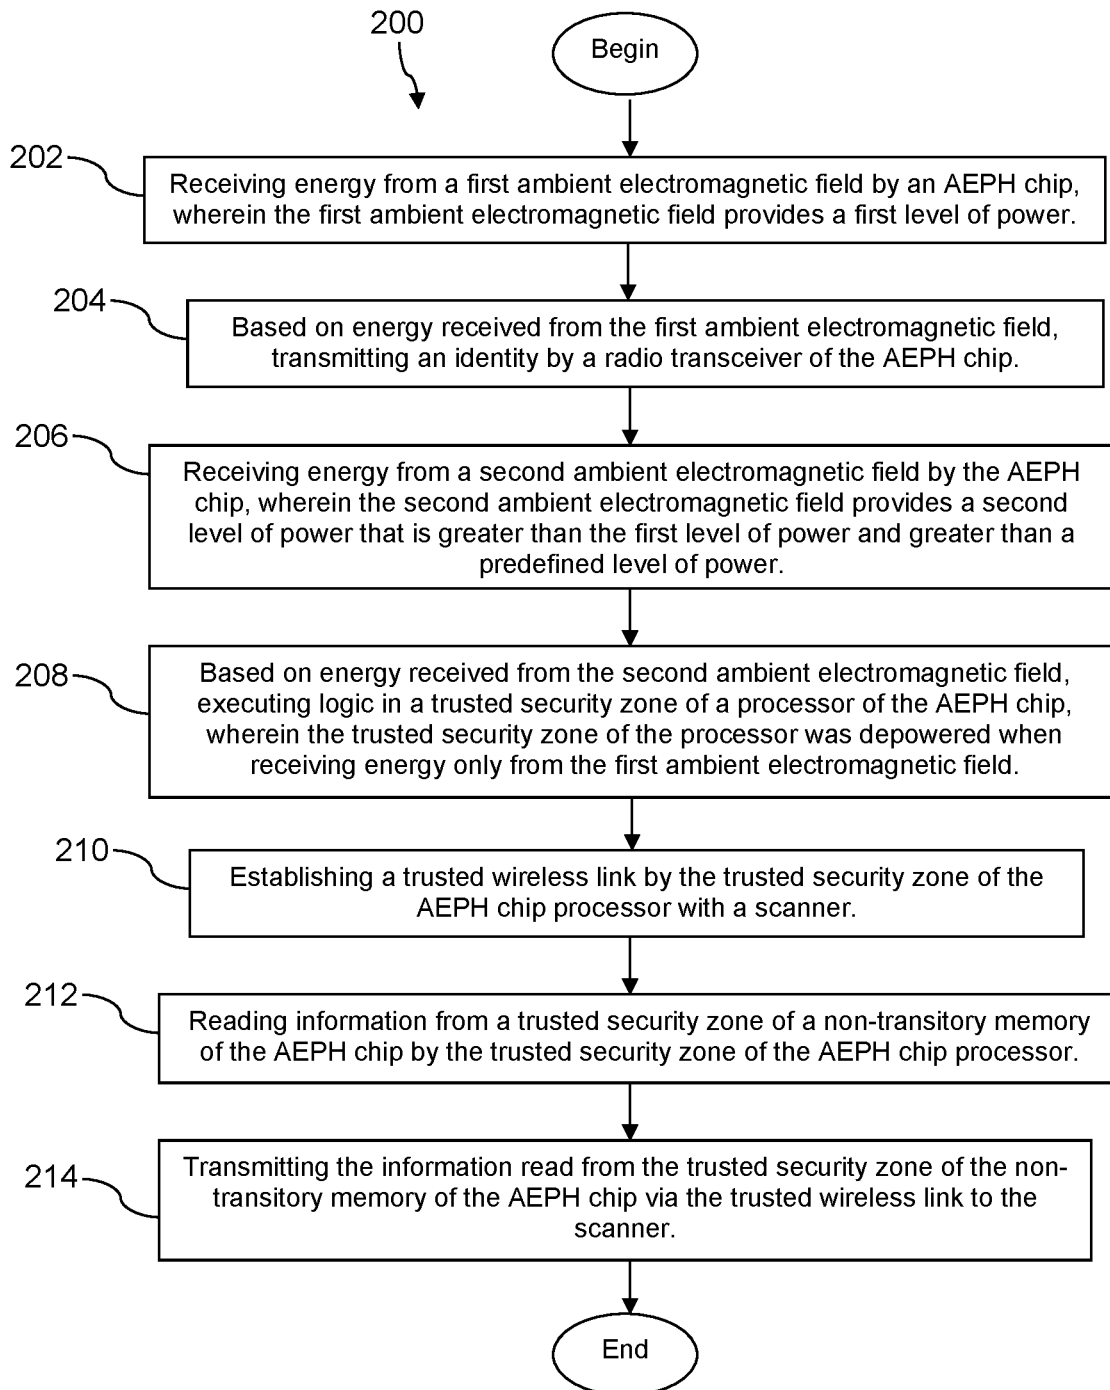 200
Begin
202
Receiving energy from a first ambient electromagnetic field by an AEPH chip,
wherein the first ambient electromagnetic field provides a first level of power.
204
Based on energy received from the first ambient electromagnetic field,
transmitting an identity by a radio transceiver of the AEPH chip.
206
Receiving energy from a second ambient electromagnetic field by the AEPH
chip, wherein the second ambient electromagnetic field provides a second
level of power that is greater than the first level of power and greater than a
predefined level of power.
208
Based on energy received from the second ambient electromagnetic field,
executing logic in a trusted security zone of a processor of the AEPH chip,
wherein the trusted security zone of the processor was depowered when
receiving energy only from the first ambient electromagnetic field.
210
Establishing a trusted wireless link by the trusted security zone of the
AEPH chip processor with a scanner.
212
Reading information from a trusted security zone of a non-transitory memory
of the AEPH chip by the trusted security zone of the AEPH chip processor.
214
Transmitting the information read from the trusted security zone of the non-
transitory memory of the AEPH chip via the trusted wireless link to the
scanner.
End